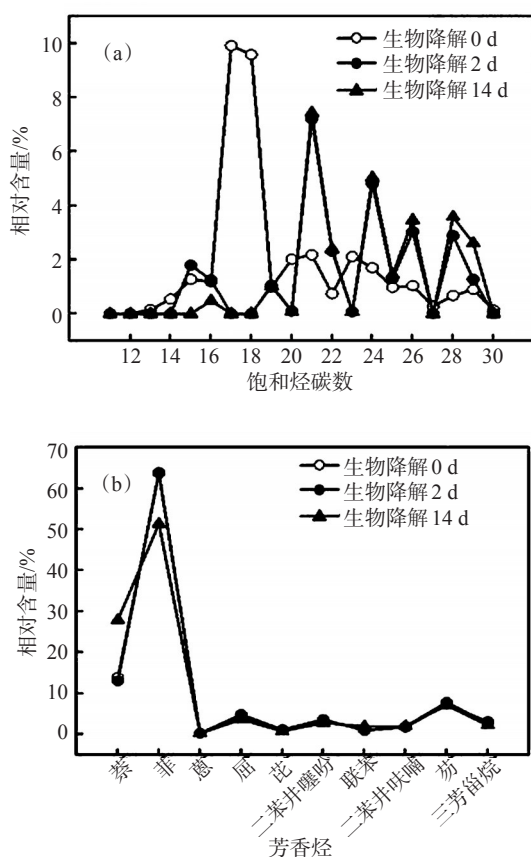 (a)
生物降解 0 d
生物降解 2 d
生物降解 14 d
相对含量/%
10
8
6
4
2
0
12 14 16 18 20 22 24 26 28 30
饱和烃碳数
(b)
生物降解 0 d
生物降解 2 d
生物降解 14 d
相对含量/%
70
60
50
40
30
20
10
0
萘
菲
蒽
屈
芘
二苯井噻吩
联苯
二苯井呋喃
芴
三芳甾烷
芳香烃